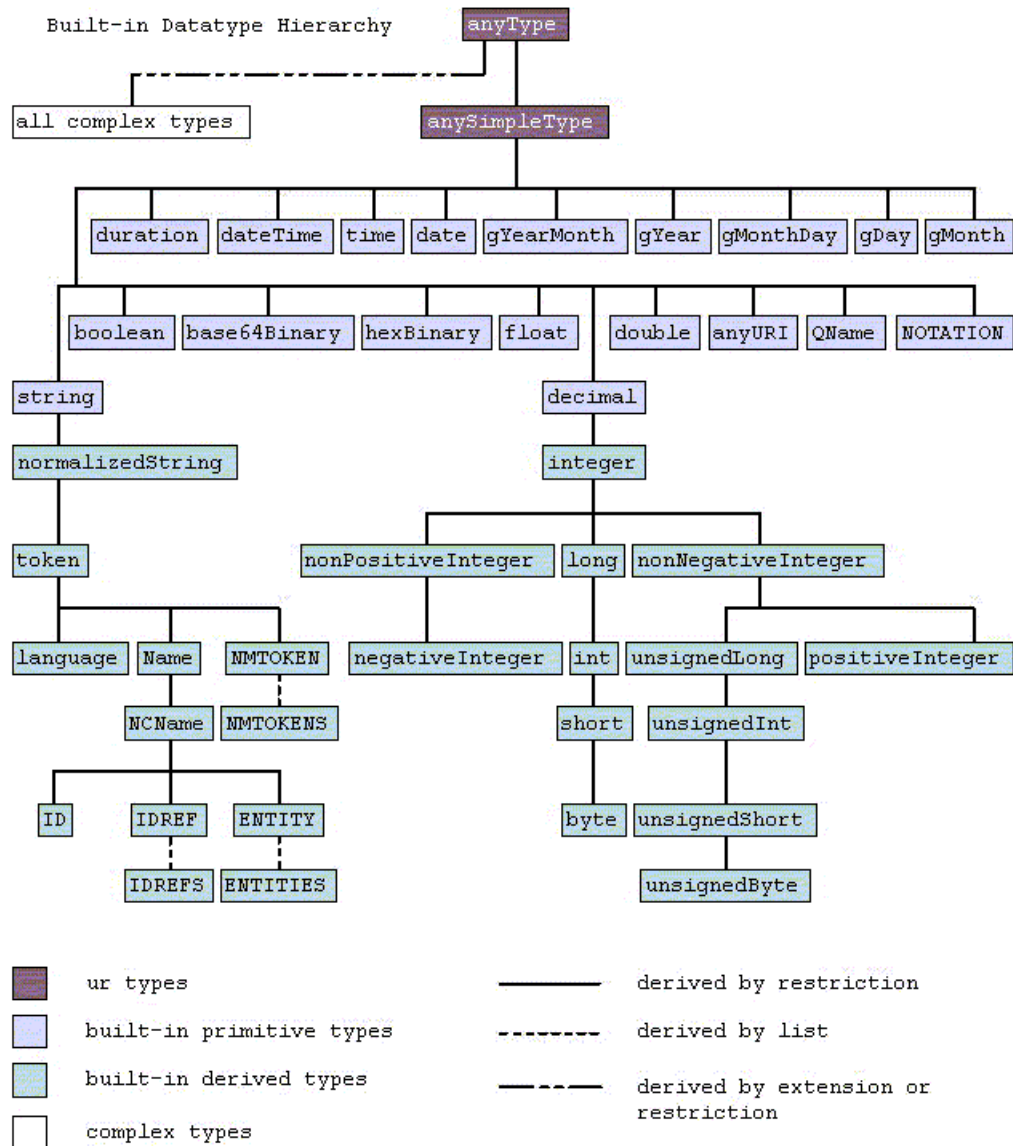 Built-in Datatype Hierarchy
anyType
all complex types
anySimpleType
duration dateTime time date gYearMonth gYear gMonthDay gDay gMonth
boolean base64Binary hexBinary float double anyURI QName NOTATION
string decimal
normalizedString integer
token nonPositiveInteger long nonNegativeInteger
language Name NMTOKEN negativeInteger int unsignedLong positiveInteger
NCName NMTOKENS short unsignedInt
ID IDREF ENTITY byte unsignedShort
IDREFS ENTITIES unsignedByte
ur types
built-in primitive types
built-in derived types
complex types
derived by restriction
derived by list
derived by extension or
restriction